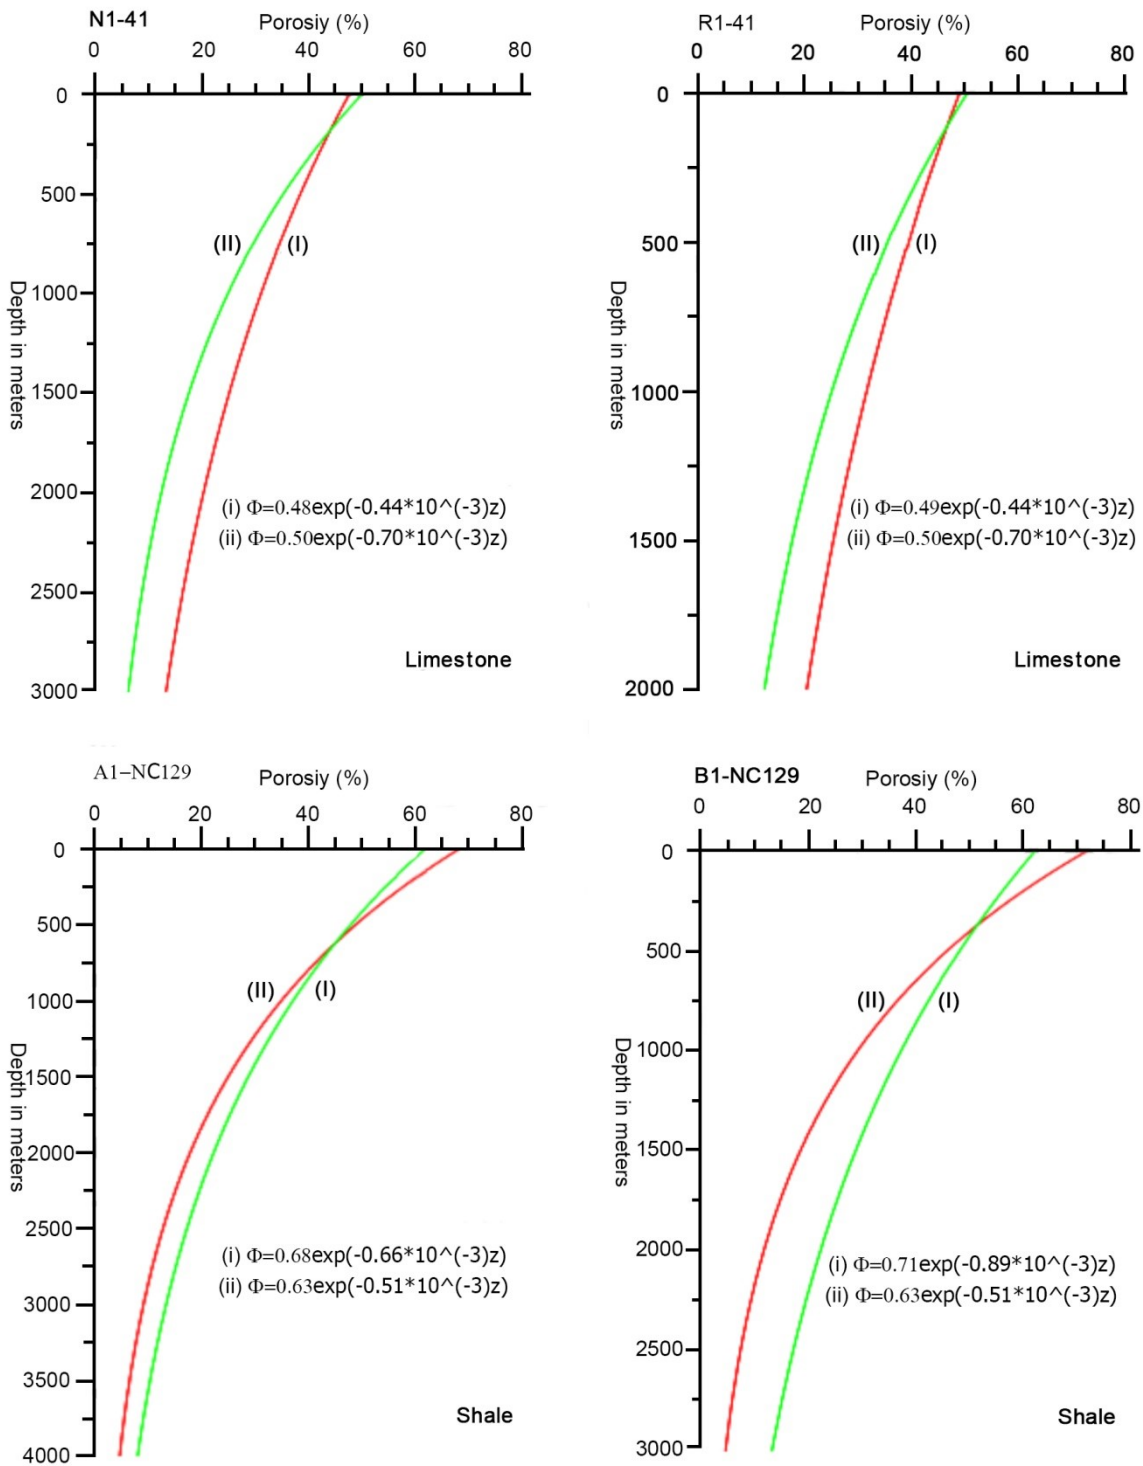 N1-41
Porosiy (%)
0 20 40 60 80
0
500
1000
1500
2000
2500
3000
Depth in meters
(II) (I)
(i) Φ=0.48exp(-0.44*10^(-3)z)
(ii) Φ=0.50exp(-0.70*10^(-3)z)
Limestone
R1-41
Porosiy (%)
0 20 40 60 80
0
500
1000
1500
2000
Depth in meters
(II) (I)
(i) Φ=0.49exp(-0.44*10^(-3)z)
(ii) Φ=0.50exp(-0.70*10^(-3)z)
Limestone
A1-NC129
Porosiy (%)
0 20 40 60 80
0
500
1000
1500
2000
2500
3000
3500
4000
Depth in meters
(II) (I)
(i) Φ=0.68exp(-0.66*10^(-3)z)
(ii) Φ=0.63exp(-0.51*10^(-3)z)
Shale
B1-NC129
Porosiy (%)
0 20 40 60 80
0
500
1000
1500
2000
2500
3000
Depth in meters
(II) (I)
(i) Φ=0.71exp(-0.89*10^(-3)z)
(ii) Φ=0.63exp(-0.51*10^(-3)z)
Shale